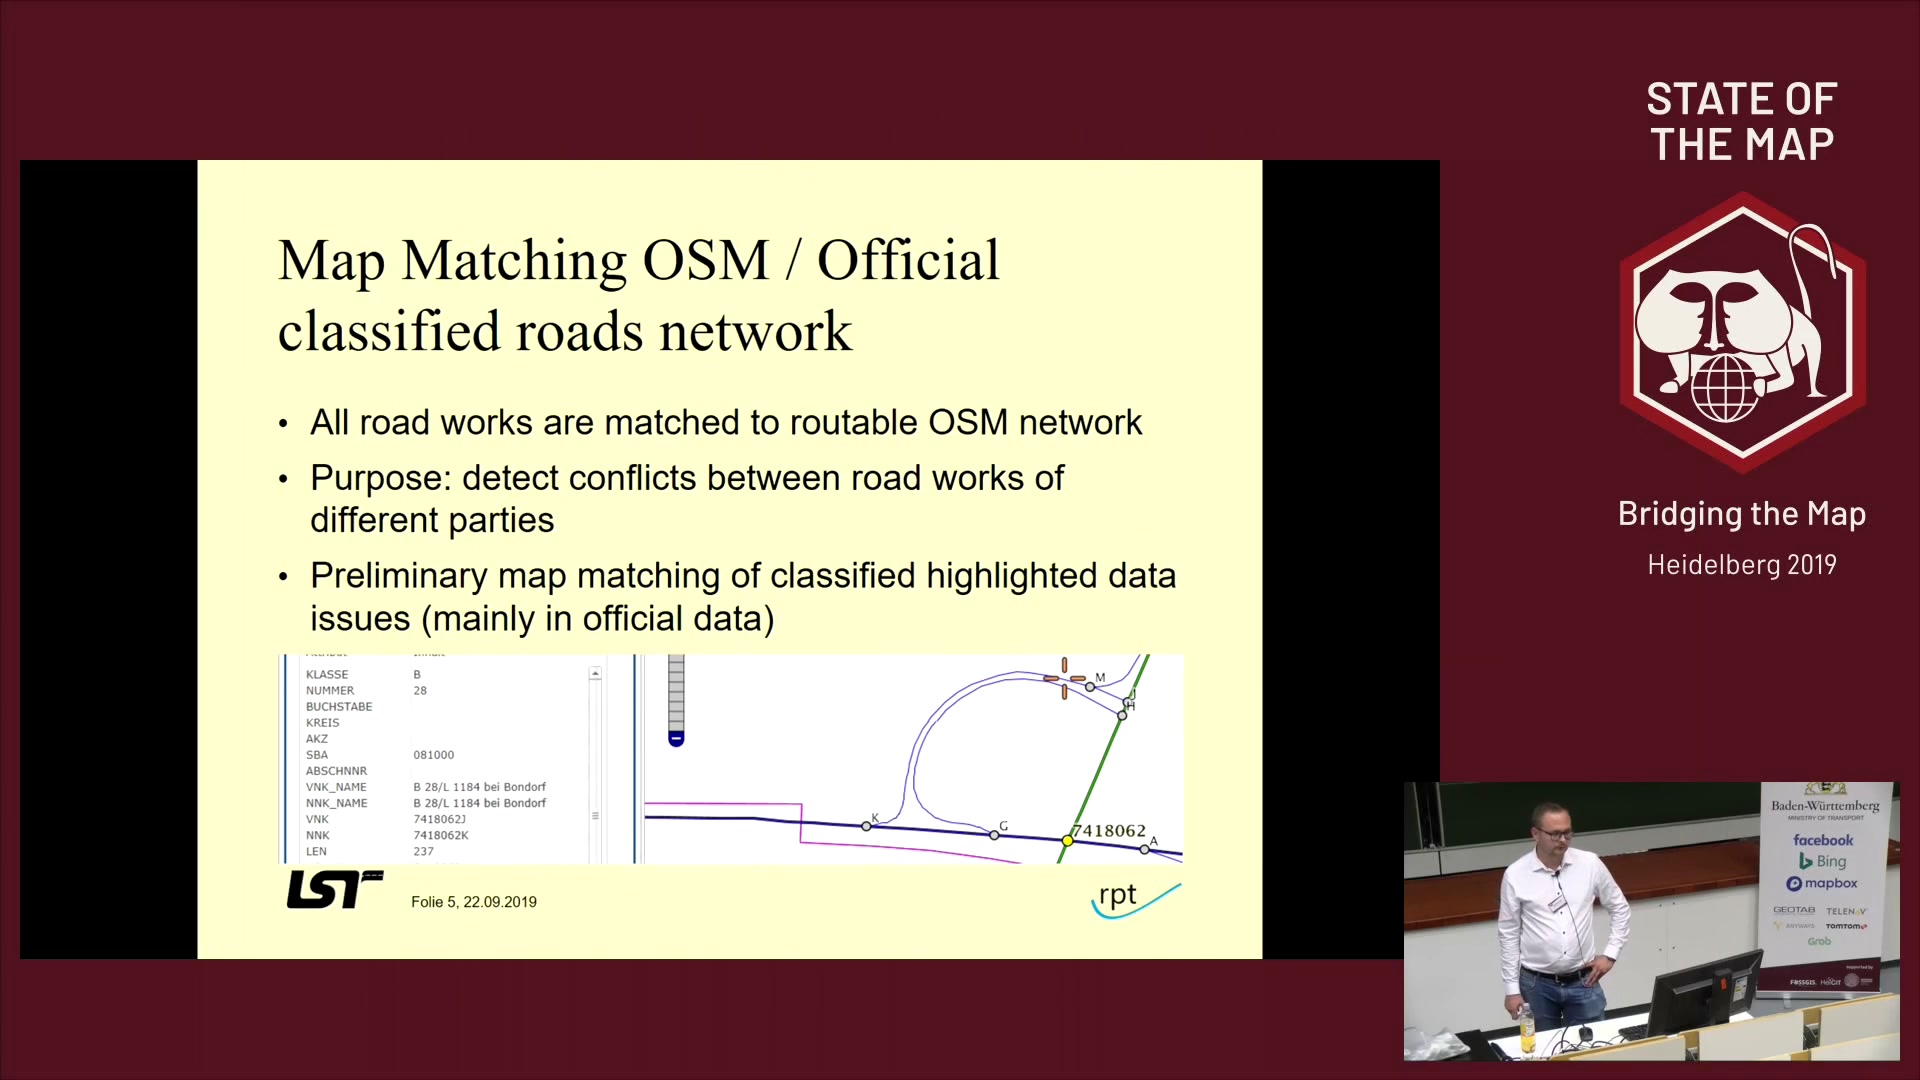 Map Matching OSM / Official
classified roads network
• All road works are matched to routable OSM network
• Purpose: detect conflicts between road works of
different parties
• Preliminary map matching of classified highlighted data
issues (mainly in official data)
KLASSE B
NUMMER 28
BUCHSTABE
KREIS
AKZ
SBA 081000
ABSCHNNR
VNK_NAME B 28/L 1184 bei Bondorf
NNK_NAME B 28/L 1184 bei Bondorf
VNK 7418062J
NNK 7418062K
LEN 237
M
J
H
K
G
7418062
A
LST
Folie 5, 22.09.2019
rpt
STATE OF
THE MAP
Bridging the Map
Heidelberg 2019
Baden-Württemberg
MINISTRY OF TRANSPORT
facebook
Bing
mapbox
GEOTAB TELENAV
ANYWAYS TOMTOM
Grab
supported by
FOSSGIS HeiGIT